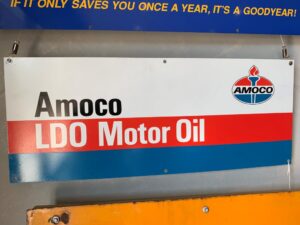 IF IT ONLY SAVES YOU ONCE A YEAR, IT'S A GOODYEAR!
Amoco
LDO Motor Oil
AMOCO